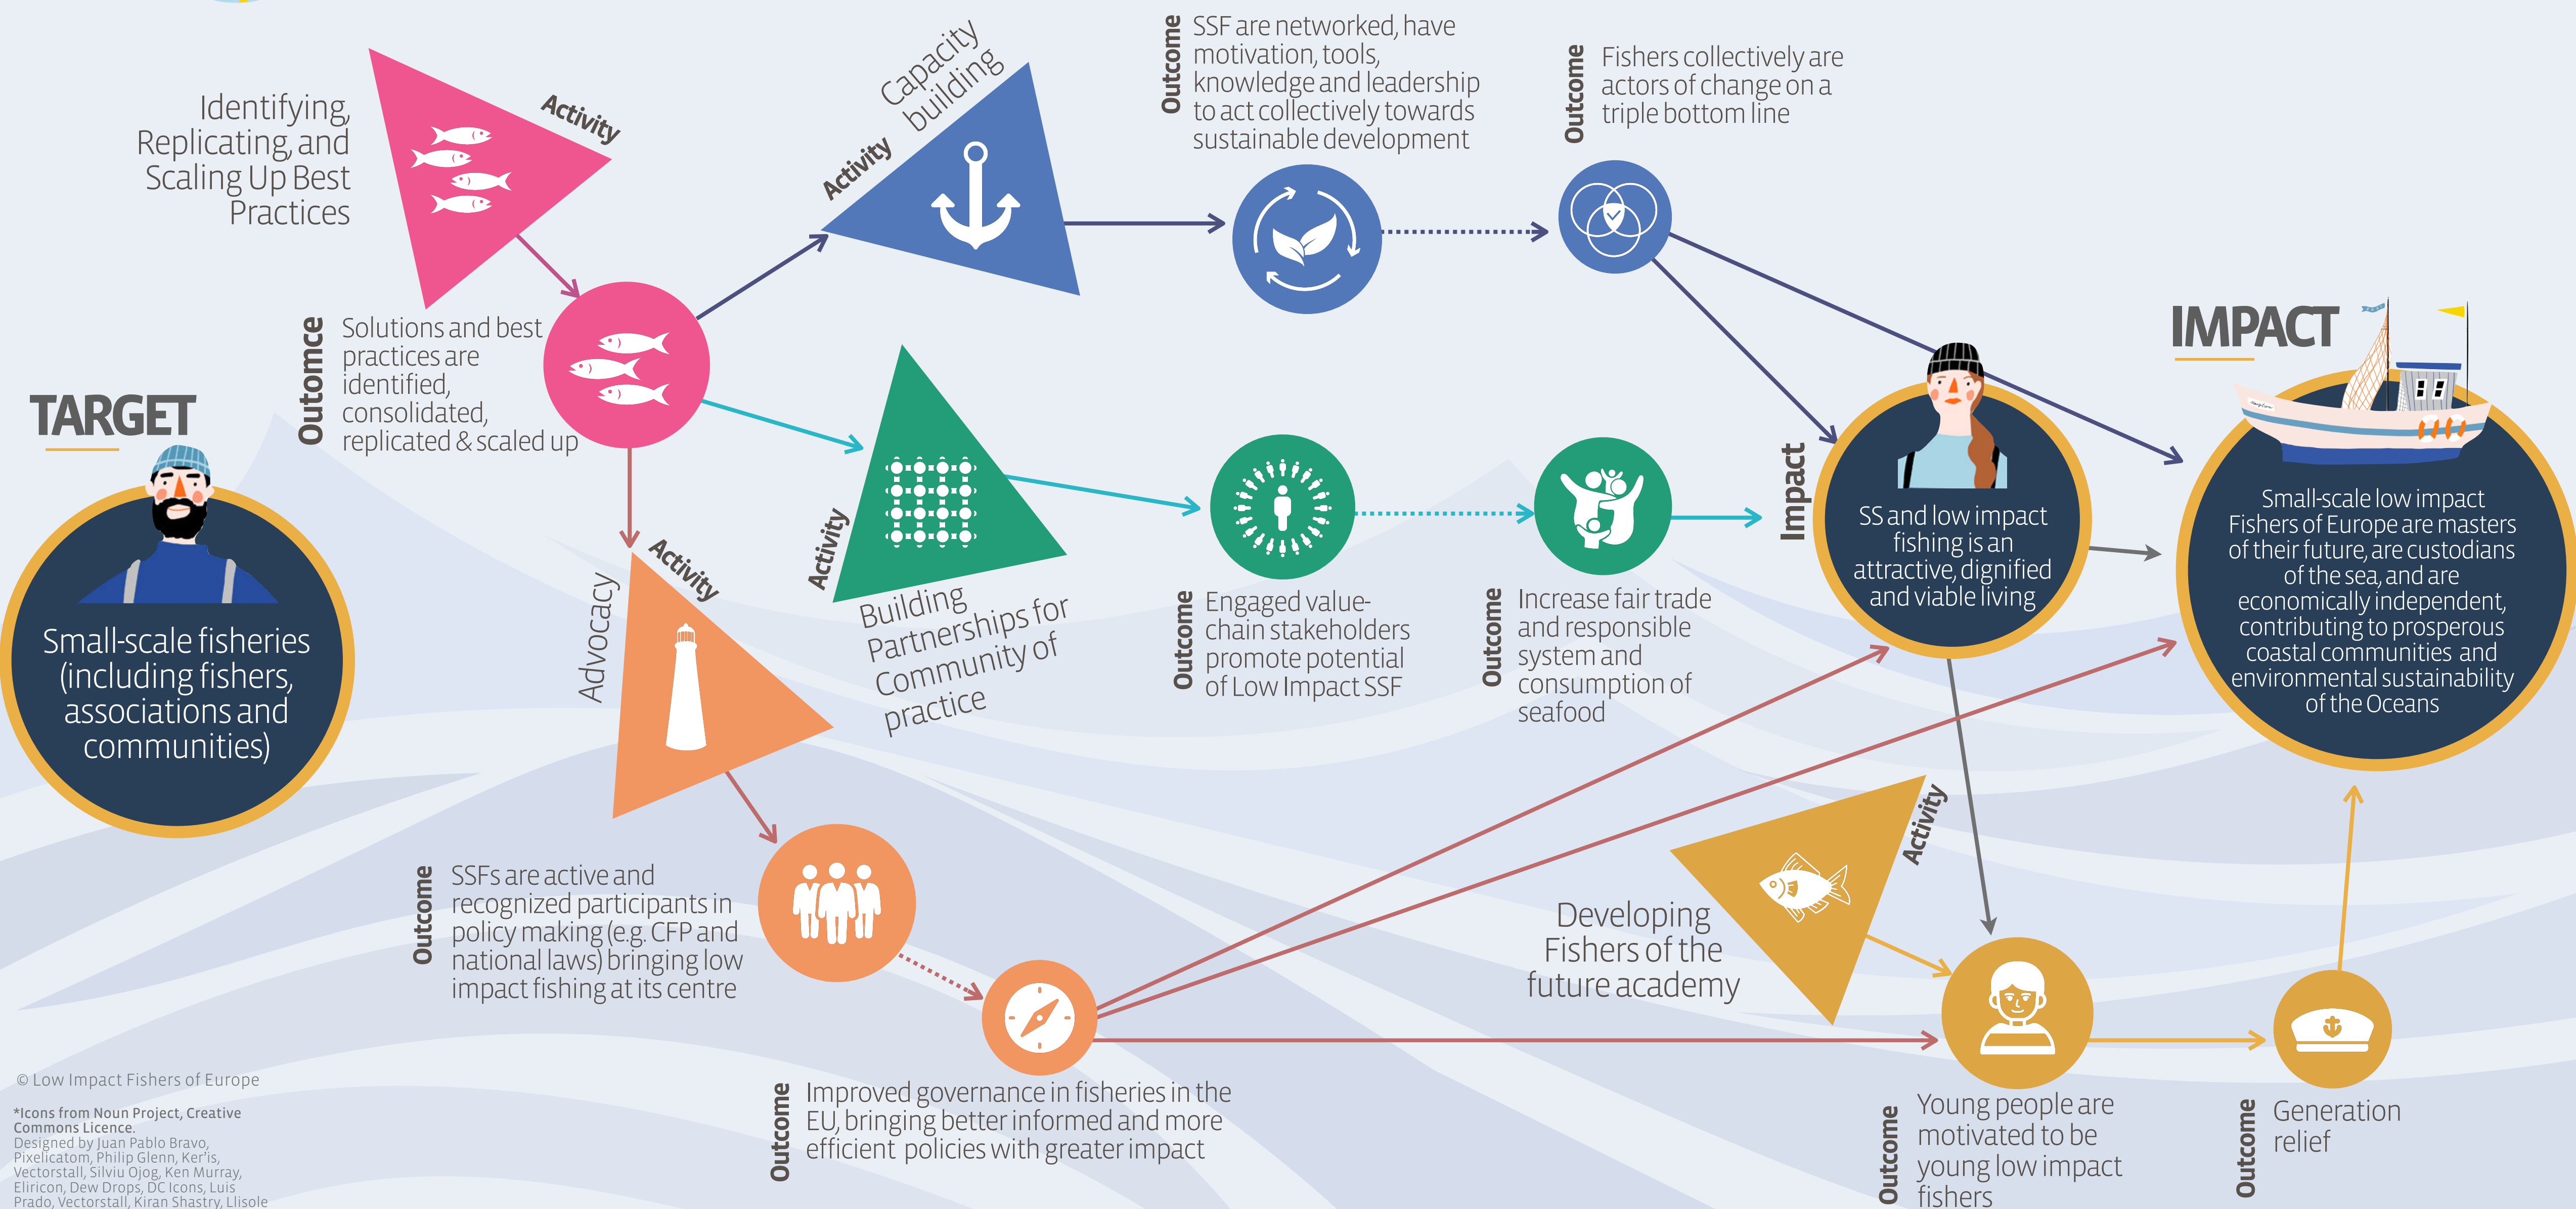 TARGET
Small-scale fisheries
(including fishers,
associations and
communities)
Identifying,
Replicating, and
Scaling Up Best
Practices
Activity
Outomce
Solutions and best
practices are
identified,
consolidated,
replicated & scaled up
Capacity
building
Activity
Outcome
SSF are networked, have
motivation, tools,
knowledge and leadership
to act collectively towards
sustainable development
Outcome
Fishers collectively are
actors of change on a
triple bottom line
Activity
Building
Partnerships for
Community of
practice
Outcome
Engaged value-
chain stakeholders
promote potential
of Low Impact SSF
Outcome
Increase fair trade
and responsible
system and
consumption of
seafood
Impact
SS and low impact
fishing is an
attractive, dignified
and viable living
IMPACT
Small-scale low impact
Fishers of Europe are masters
of their future, are custodians
of the sea, and are
economically independent,
contributing to prosperous
coastal communities and
environmental sustainability
of the Oceans
Advocacy
Activity
Outcome
SSFs are active and
recognized participants in
policy making (e.g. CFP and
national laws) bringing low
impact fishing at its centre
Outcome
Improved governance in fisheries in the
EU, bringing better informed and more
efficient policies with greater impact
Developing
Fishers of the
future academy
Activity
Outcome
Young people are
motivated to be
young low impact
fishers
Outcome
Generation
relief
© Low Impact Fishers of Europe
*Icons from Noun Project, Creative
Commons Licence.
Designed by Juan Pablo Bravo,
Pixelicatom, Philip Glenn, Ker'is,
Vectorstall, Silviu Ojog, Ken Murray,
Eliricon, Dew Drops, DC Icons, Luis
Prado, Vectorstall, Kiran Shastry, Llisole